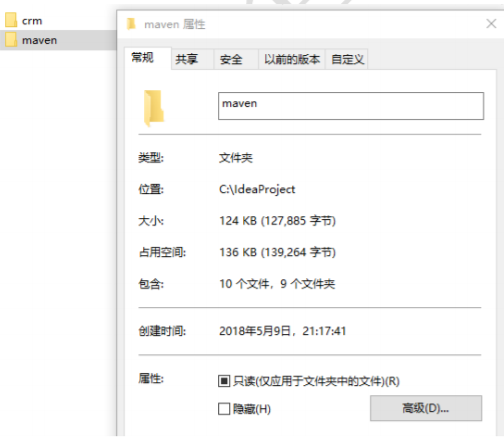 crm
maven
maven 属性
常规 共享 安全 以前的版本 自定义
maven
类型: 文件夹
位置: C:\IdeaProject
大小: 124 KB (127,885 字节)
占用空间: 136 KB (139,264 字节)
包含: 10 个文件，9 个文件夹
创建时间: 2018年5月9日，21:17:41
属性: 只读(仅应用于文件夹中的文件)(R)
隐藏(H) 高级(D)...